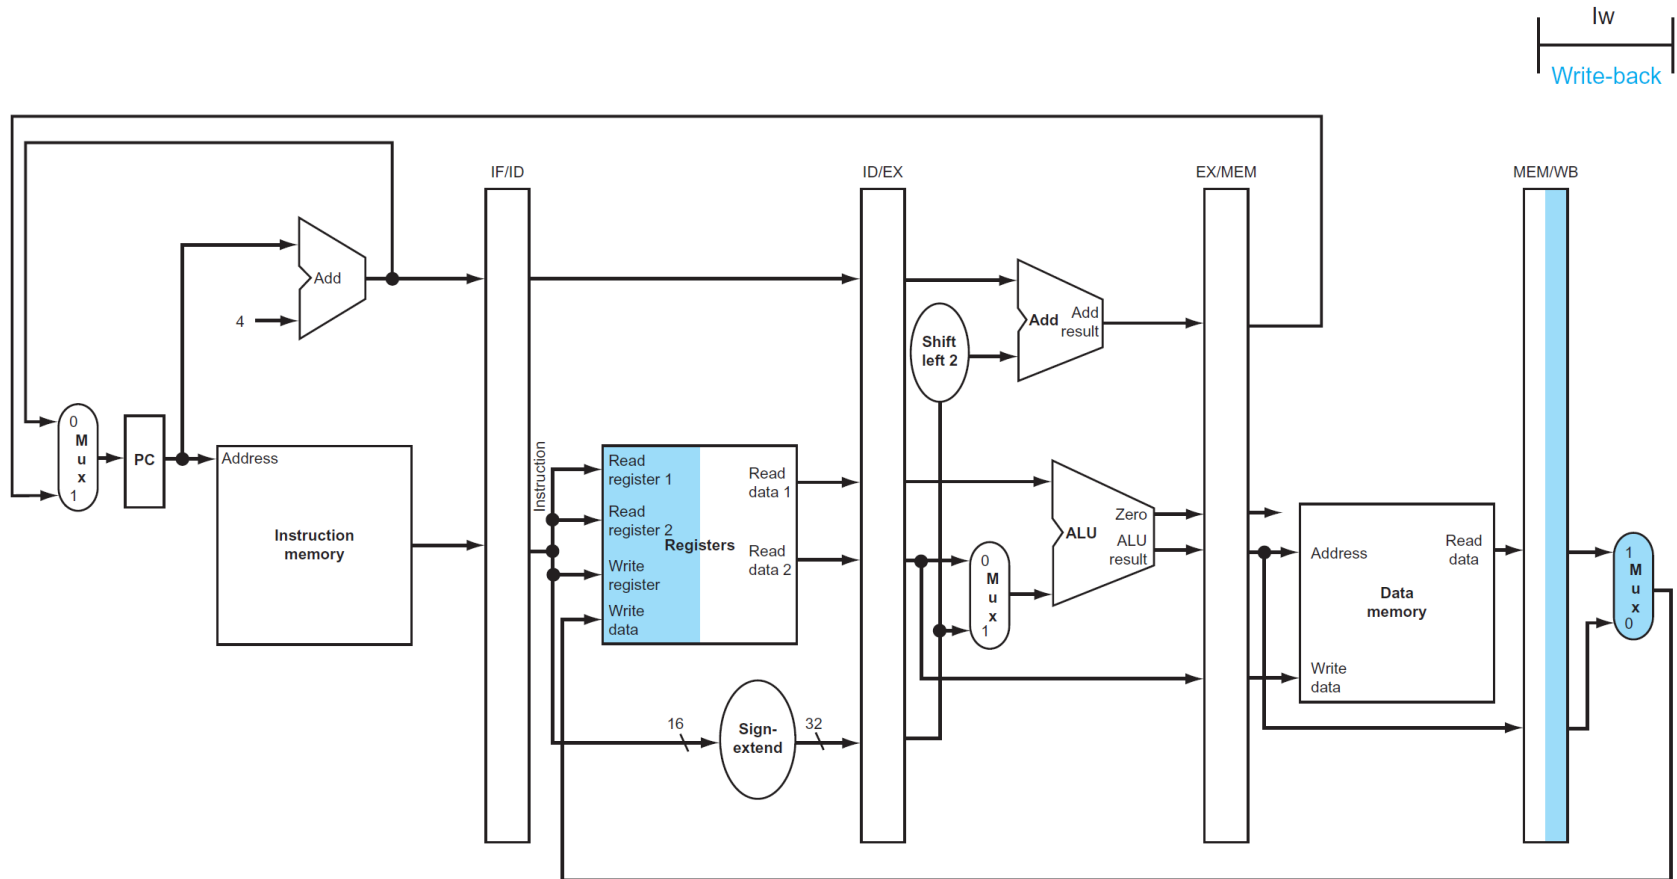 lw
Write-back
IF/ID
ID/EX
EX/MEM
MEM/WB
Add
4
Shift
left 2
Add
Add
result
0
M
u
x
1
PC
Address
Instruction
memory
Instruction
Read
register 1
Read
register 2
Write
register
Write
data
Registers
Read
data 1
Read
data 2
16
Sign-
extend
32
0
M
u
x
1
ALU
Zero
ALU
result
Address
Read
data
Data
memory
Write
data
1
M
u
x
0